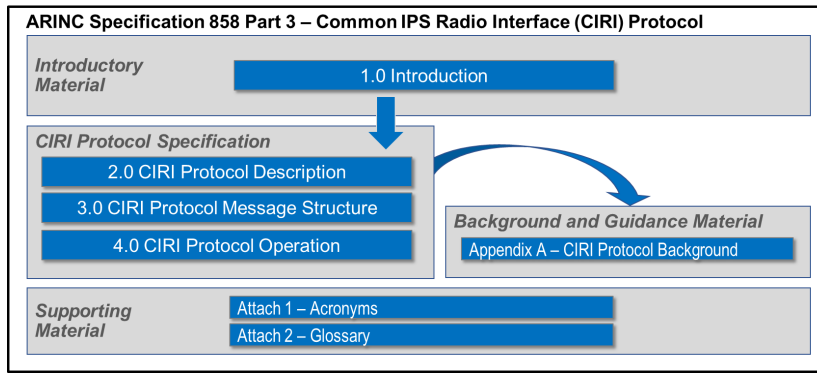 ARINC Specification 858 Part 3 – Common IPS Radio Interface (CIRI) Protocol
Introductory
Material
1.0 Introduction
CIRI Protocol Specification
2.0 CIRI Protocol Description
3.0 CIRI Protocol Message Structure
4.0 CIRI Protocol Operation
Background and Guidance Material
Appendix A – CIRI Protocol Background
Supporting
Material
Attach 1 – Acronyms
Attach 2 – Glossary